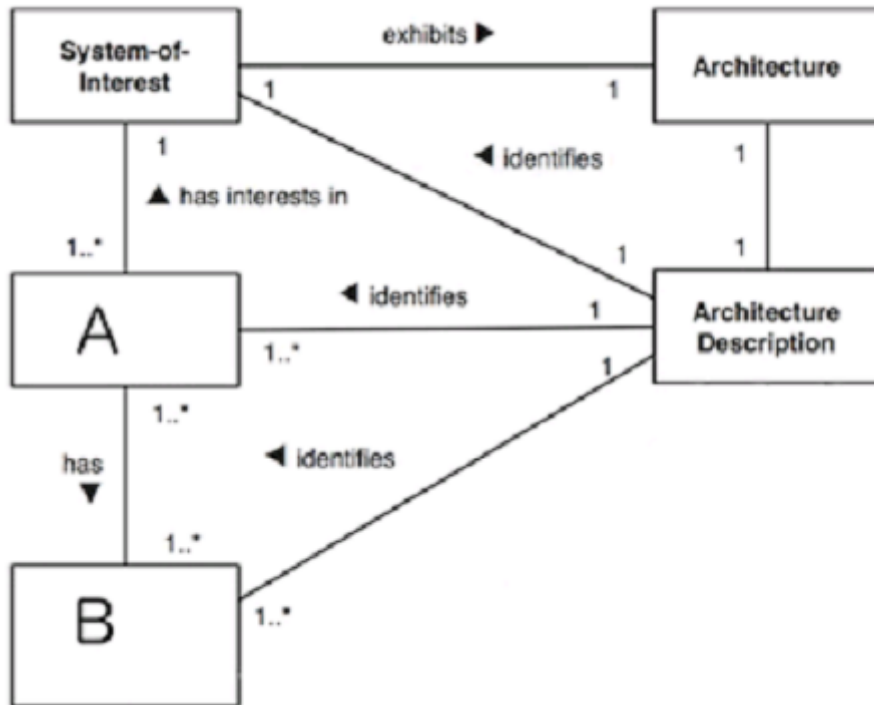 exhibits ►
System-of-
Interest
Architecture
1
1
1
◄ identifies
1
▲ has interests in
1..*
1
1
◄ identifies
A
1
Architecture
Description
1..*
1
1..*
has
▼
◄ identifies
1..*
B
1..*